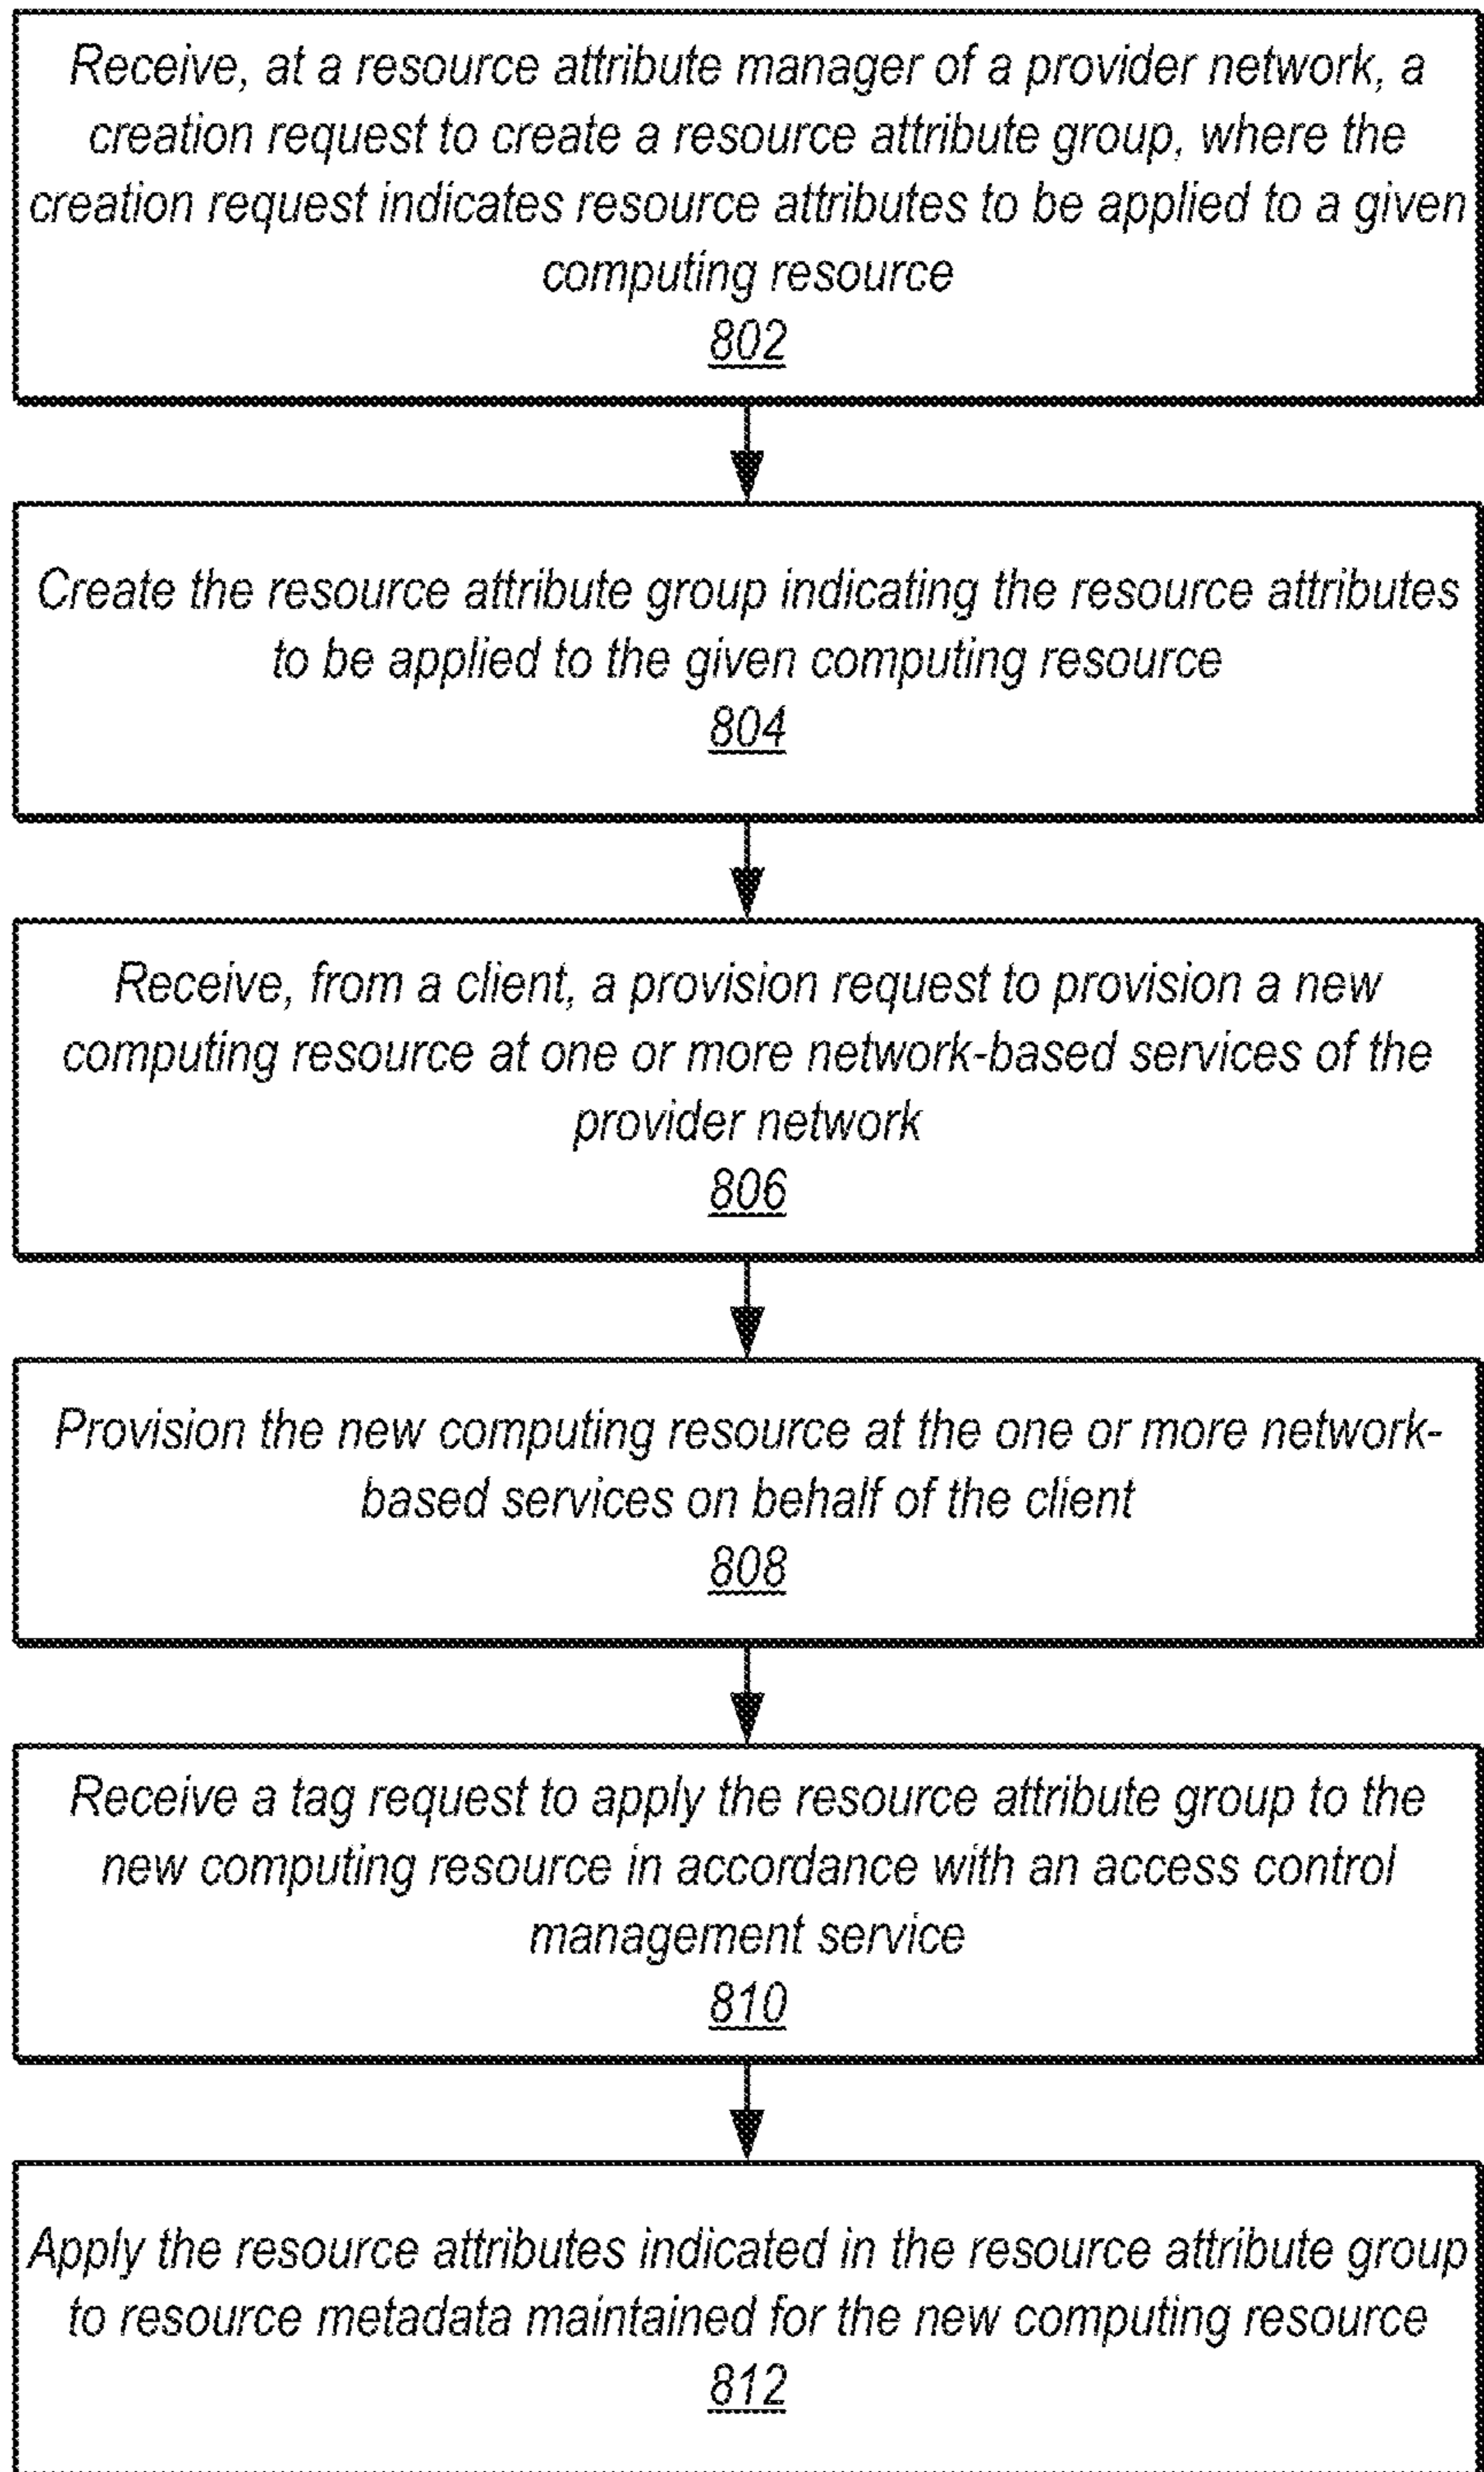 Receive, at a resource attribute manager of a provider network, a
creation request to create a resource attribute group, where the
creation request indicates resource attributes to be applied to a given
computing resource
802
Create the resource attribute group indicating the resource attributes
to be applied to the given computing resource
804
Receive, from a client, a provision request to provision a new
computing resource at one or more network-based services of the
provider network
806
Provision the new computing resource at the one or more network-
based services on behalf of the client
808
Receive a tag request to apply the resource attribute group to the
new computing resource in accordance with an access control
management service
810
Apply the resource attributes indicated in the resource attribute group
to resource metadata maintained for the new computing resource
812